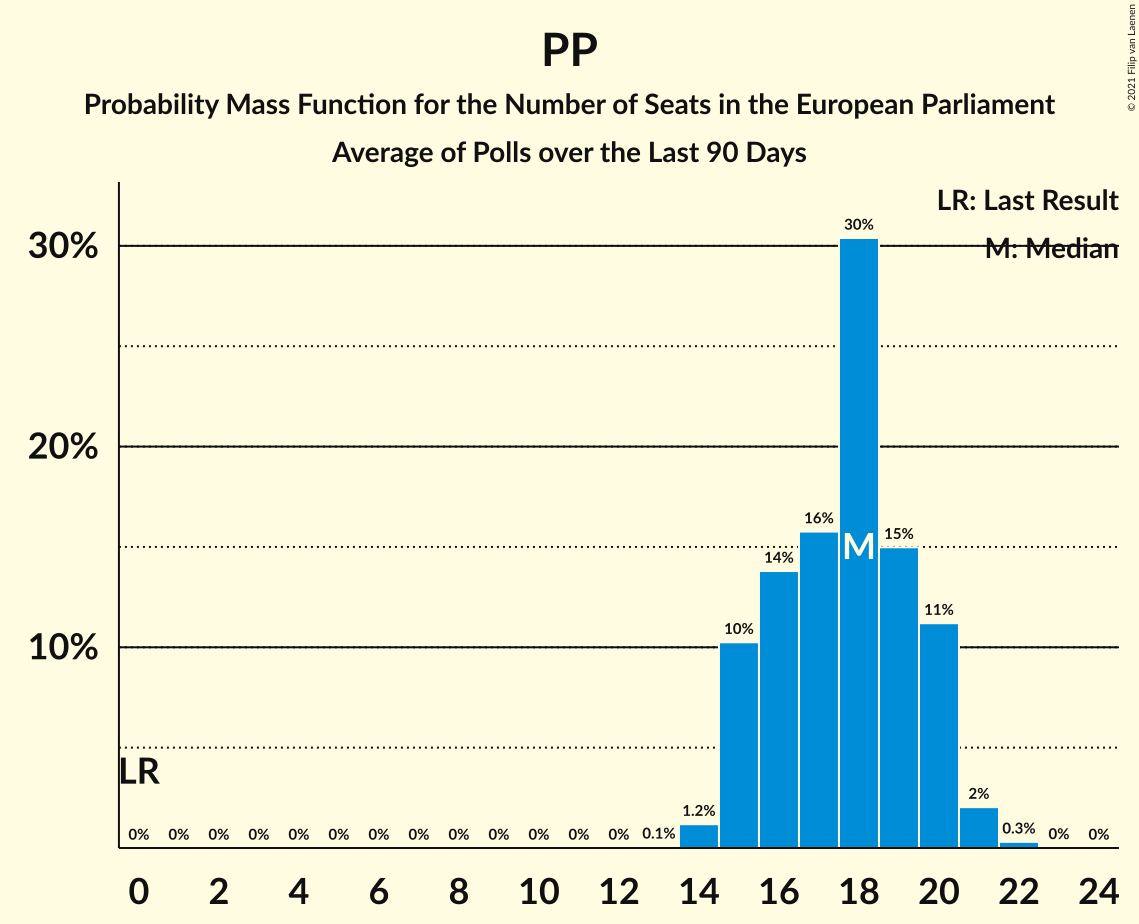 PP
Probability Mass Function for the Number of Seats in the European Parliament
Average of Polls over the Last 90 Days
© 2021 Filip van Laenen
LR: Last Result
M: Median
30%
20%
10%
30%
16%
15%
14%
11%
10%
M
LR
2%
1.2%
0.3%
0% 0% 0% 0% 0% 0% 0% 0% 0% 0% 0% 0% 0% 0.1% 0% 0%
0 2 4 6 8 10 12 14 16 18 20 22 24